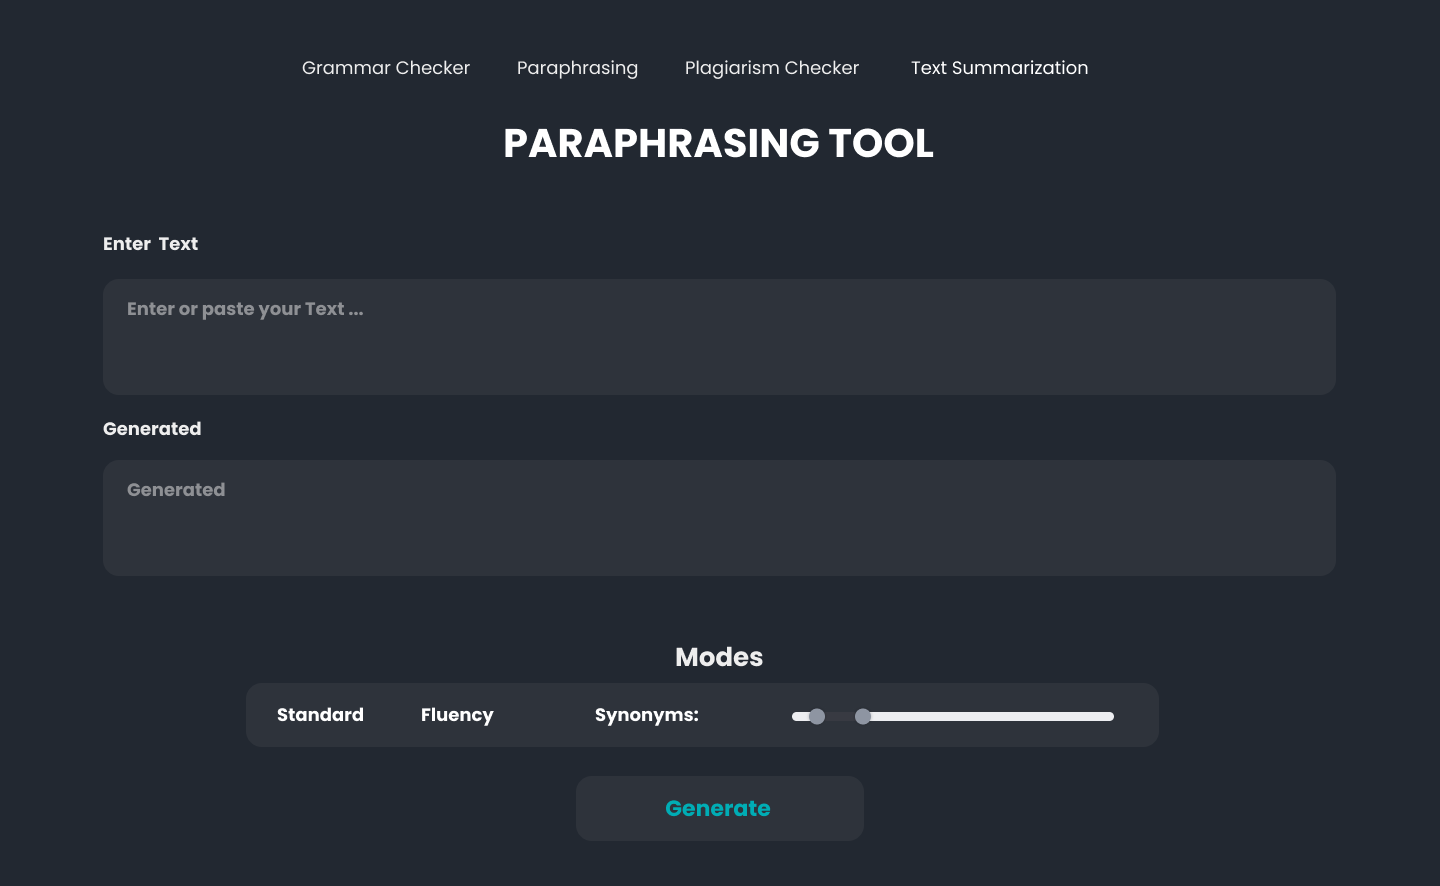 Grammar Checker Paraphrasing Plagiarism Checker Text Summarization
PARAPHRASING TOOL
Enter Text
Enter or paste your Text ...
Generated
Generated
Modes
Standard Fluency Synonyms:
Generate